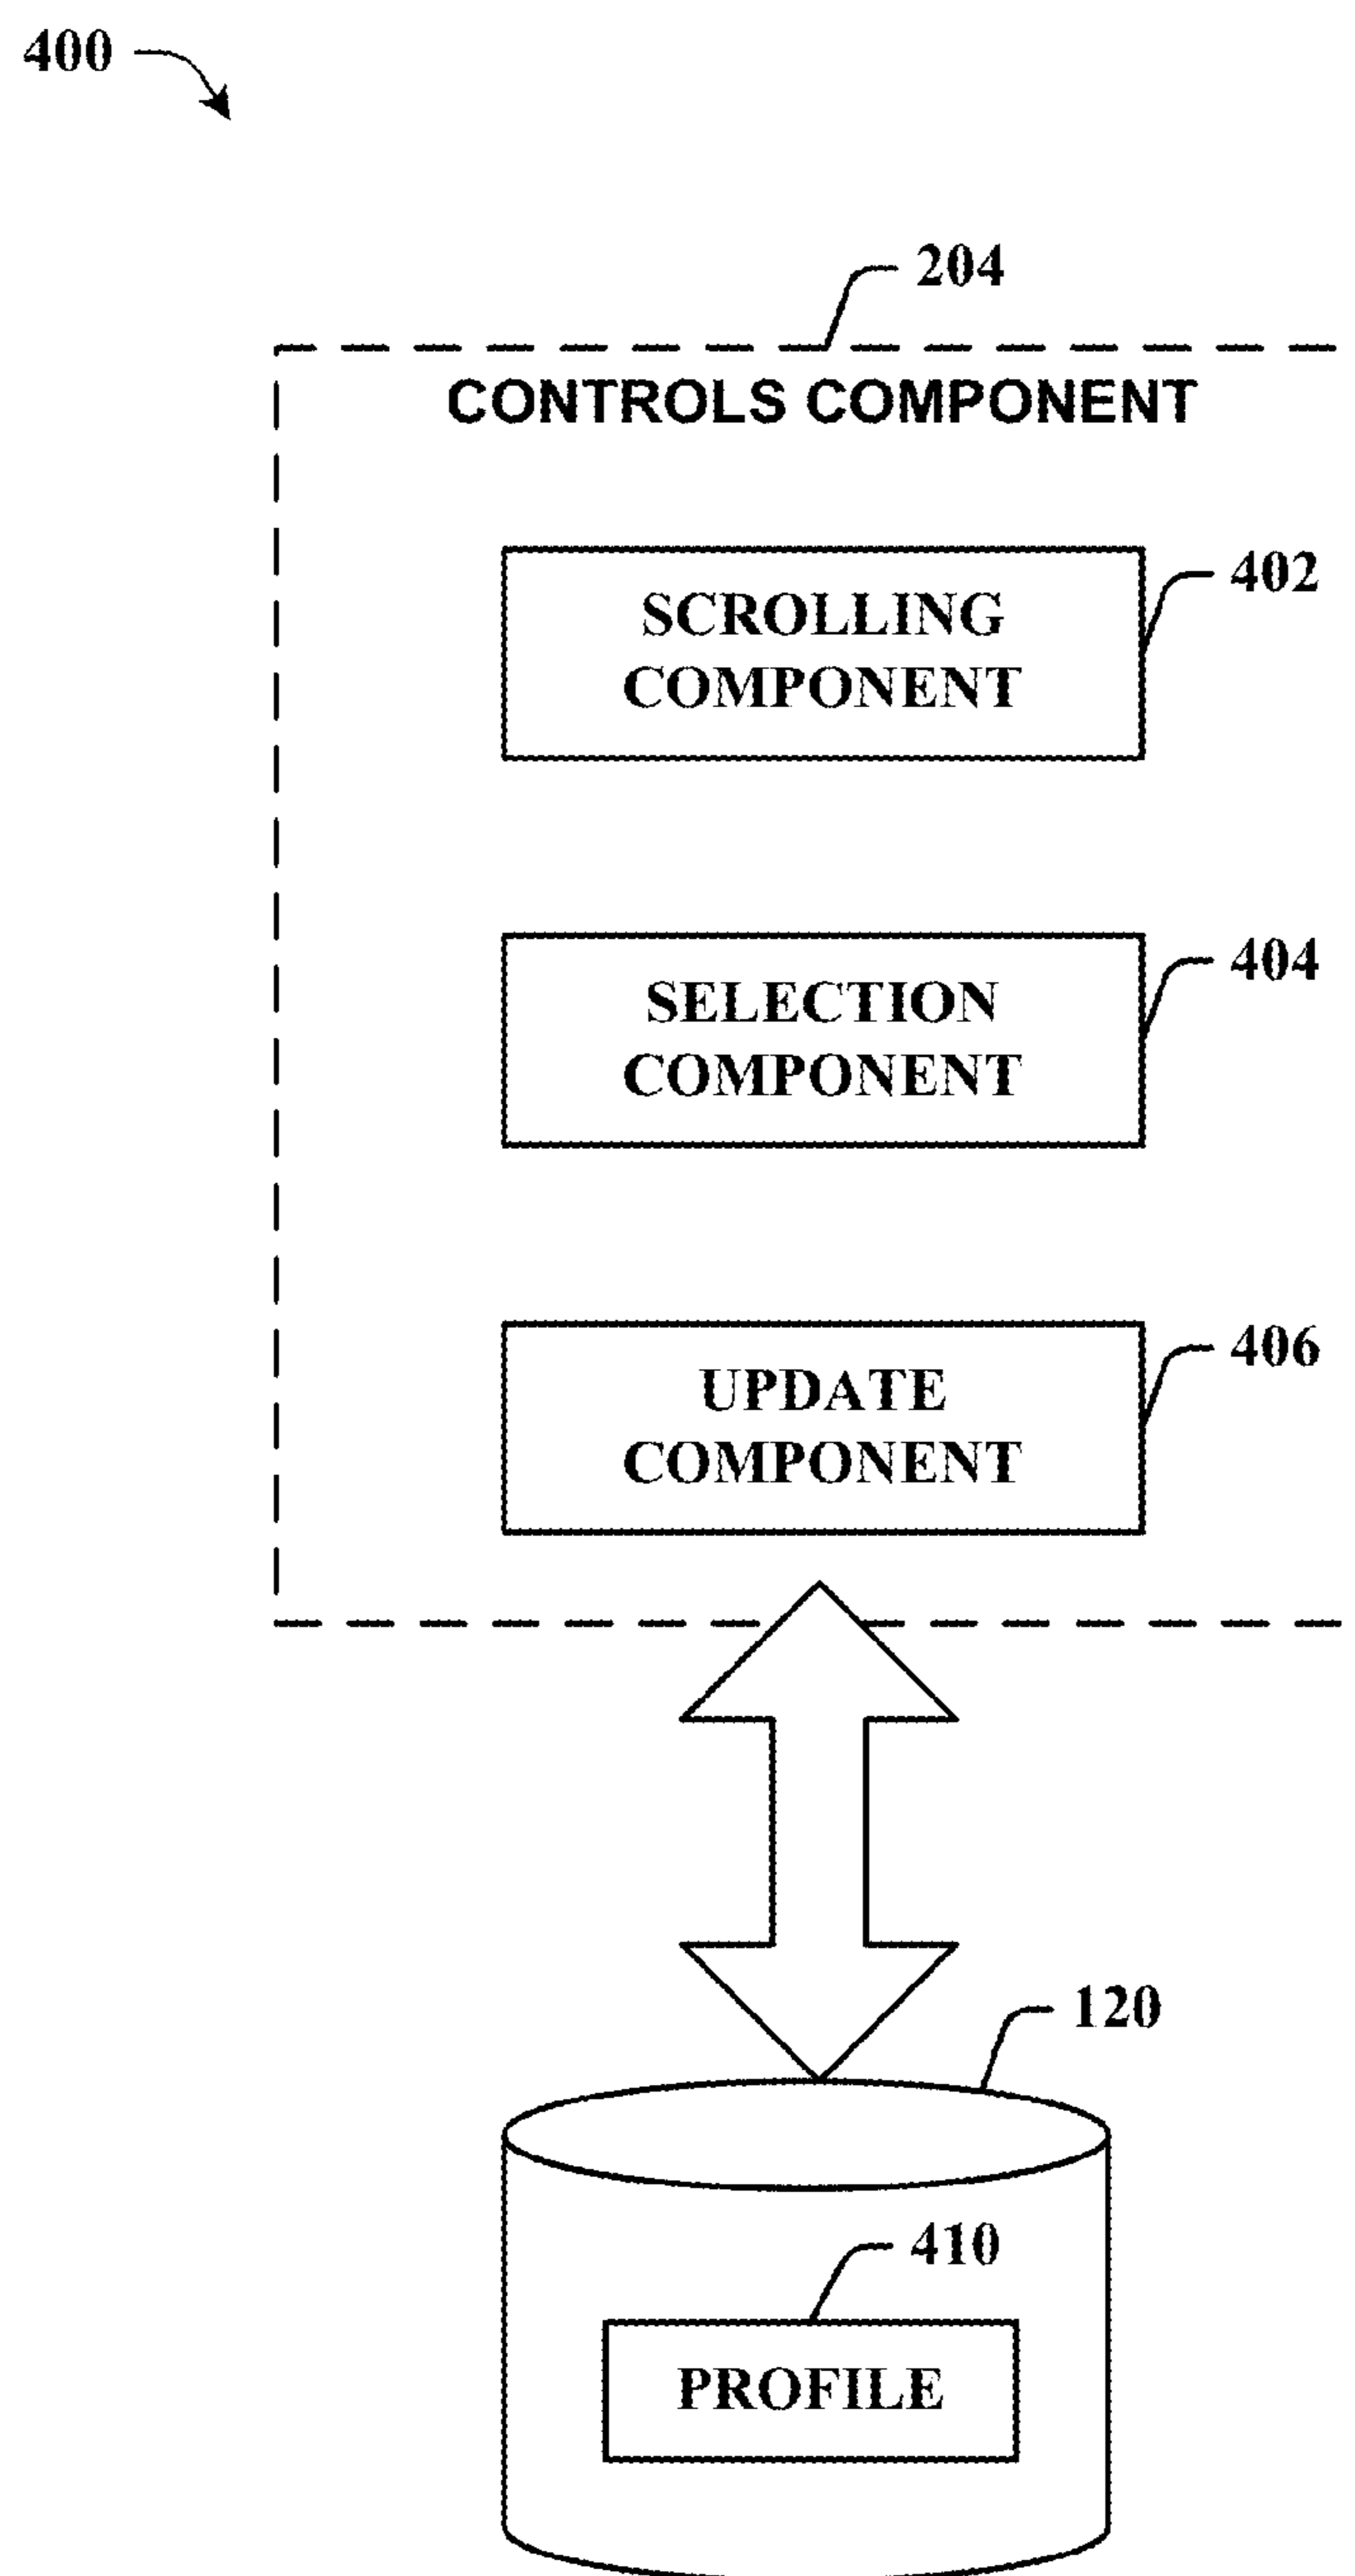 400
204
CONTROLS COMPONENT
402
SCROLLING
COMPONENT
404
SELECTION
COMPONENT
406
UPDATE
COMPONENT
120
410
PROFILE